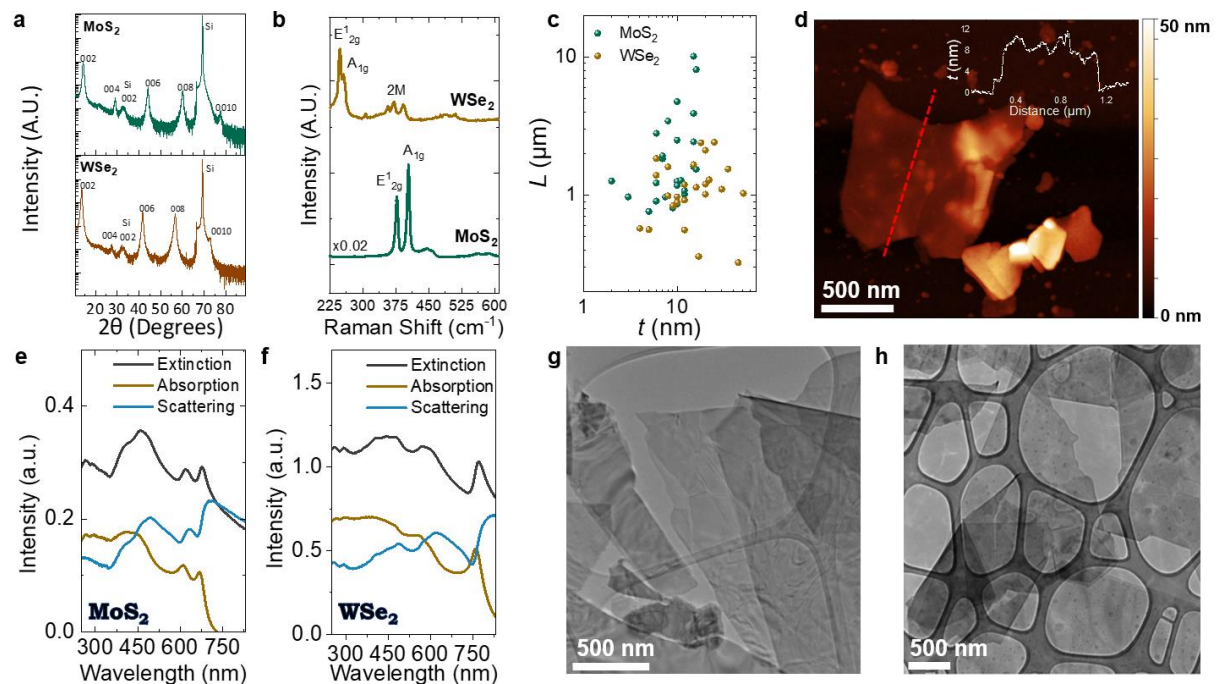 a
MoS2
002
004
Si
002
006
008
Si
0010
WSe2
002
004
Si
002
006
008
Si
0010
Intensity (A.U.)
20 30 40 50 60 70 80
2θ (Degrees)
b
E12g
A1g
2M
WSe2
A1g
E12g
x0.02
MoS2
Intensity (A.U.)
225 300 375 450 525 600
Raman Shift (cm-1)
c
MoS2
WSe2
10
1
L (µm)
1 10
t (nm)
d
50 nm
0 nm
12
8
4
0
t (nm)
0.4 0.8 1.2
Distance (µm)
500 nm
e
Extinction
Absorption
Scattering
0.4
0.2
0.0
Intensity (a.u.)
MoS2
300 450 600 750
Wavelength (nm)
f
Extinction
Absorption
Scattering
1.5
1.0
0.5
0.0
Intensity (a.u.)
WSe2
300 450 600 750
Wavelength (nm)
g
500 nm
h
500 nm